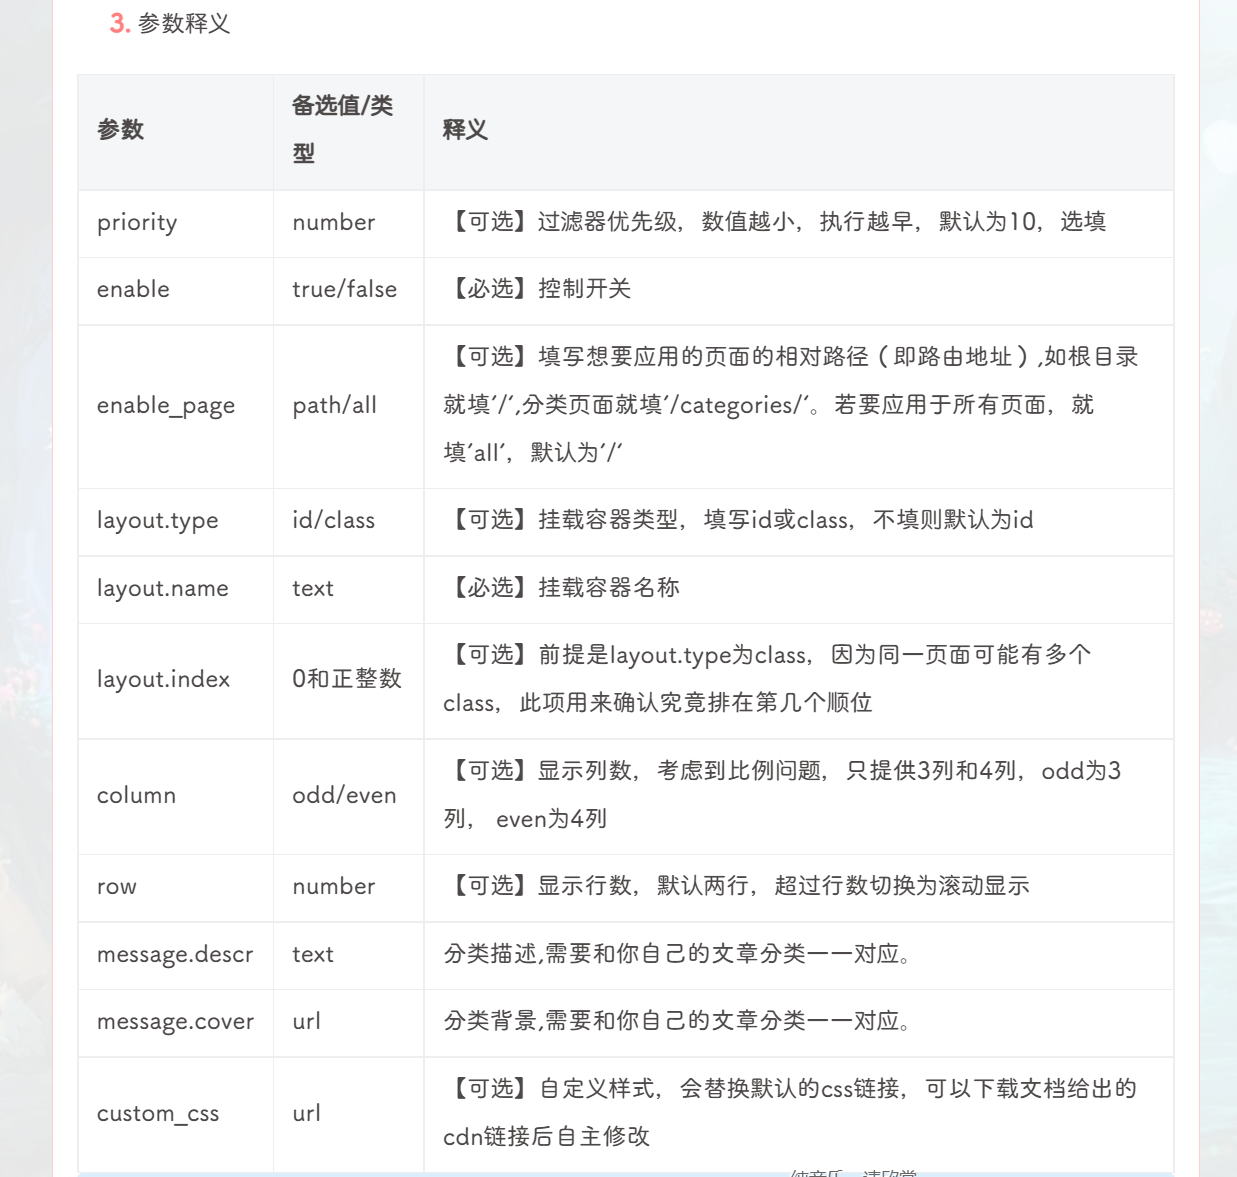 3. 参数释义
参数
备选值/类
型
释义
priority
number
【可选】过滤器优先级，数值越小，执行越早，默认为10，选填
enable
true/false
【必选】控制开关
enable_page
path/all
【可选】填写想要应用的页面的相对路径（即路由地址）,如根目录
就填’/‘,分类页面就填’/categories/‘。若要应用于所有页面，就
填’all’，默认为’/‘
layout.type
id/class
【可选】挂载容器类型，填写id或class，不填则默认为id
layout.name
text
【必选】挂载容器名称
layout.index
0和正整数
【可选】前提是layout.type为class，因为同一页面可能有多个
class，此项用来确认究竟排在第几个顺位
column
odd/even
【可选】显示列数，考虑到比例问题，只提供3列和4列，odd为3
列， even为4列
row
number
【可选】显示行数，默认两行，超过行数切换为滚动显示
message.descr
text
分类描述,需要和你自己的文章分类一一对应。
message.cover
url
分类背景,需要和你自己的文章分类一一对应。
custom_css
url
【可选】自定义样式，会替换默认的css链接，可以下载文档给出的
cdn链接后自主修改
纯音乐，请欣赏